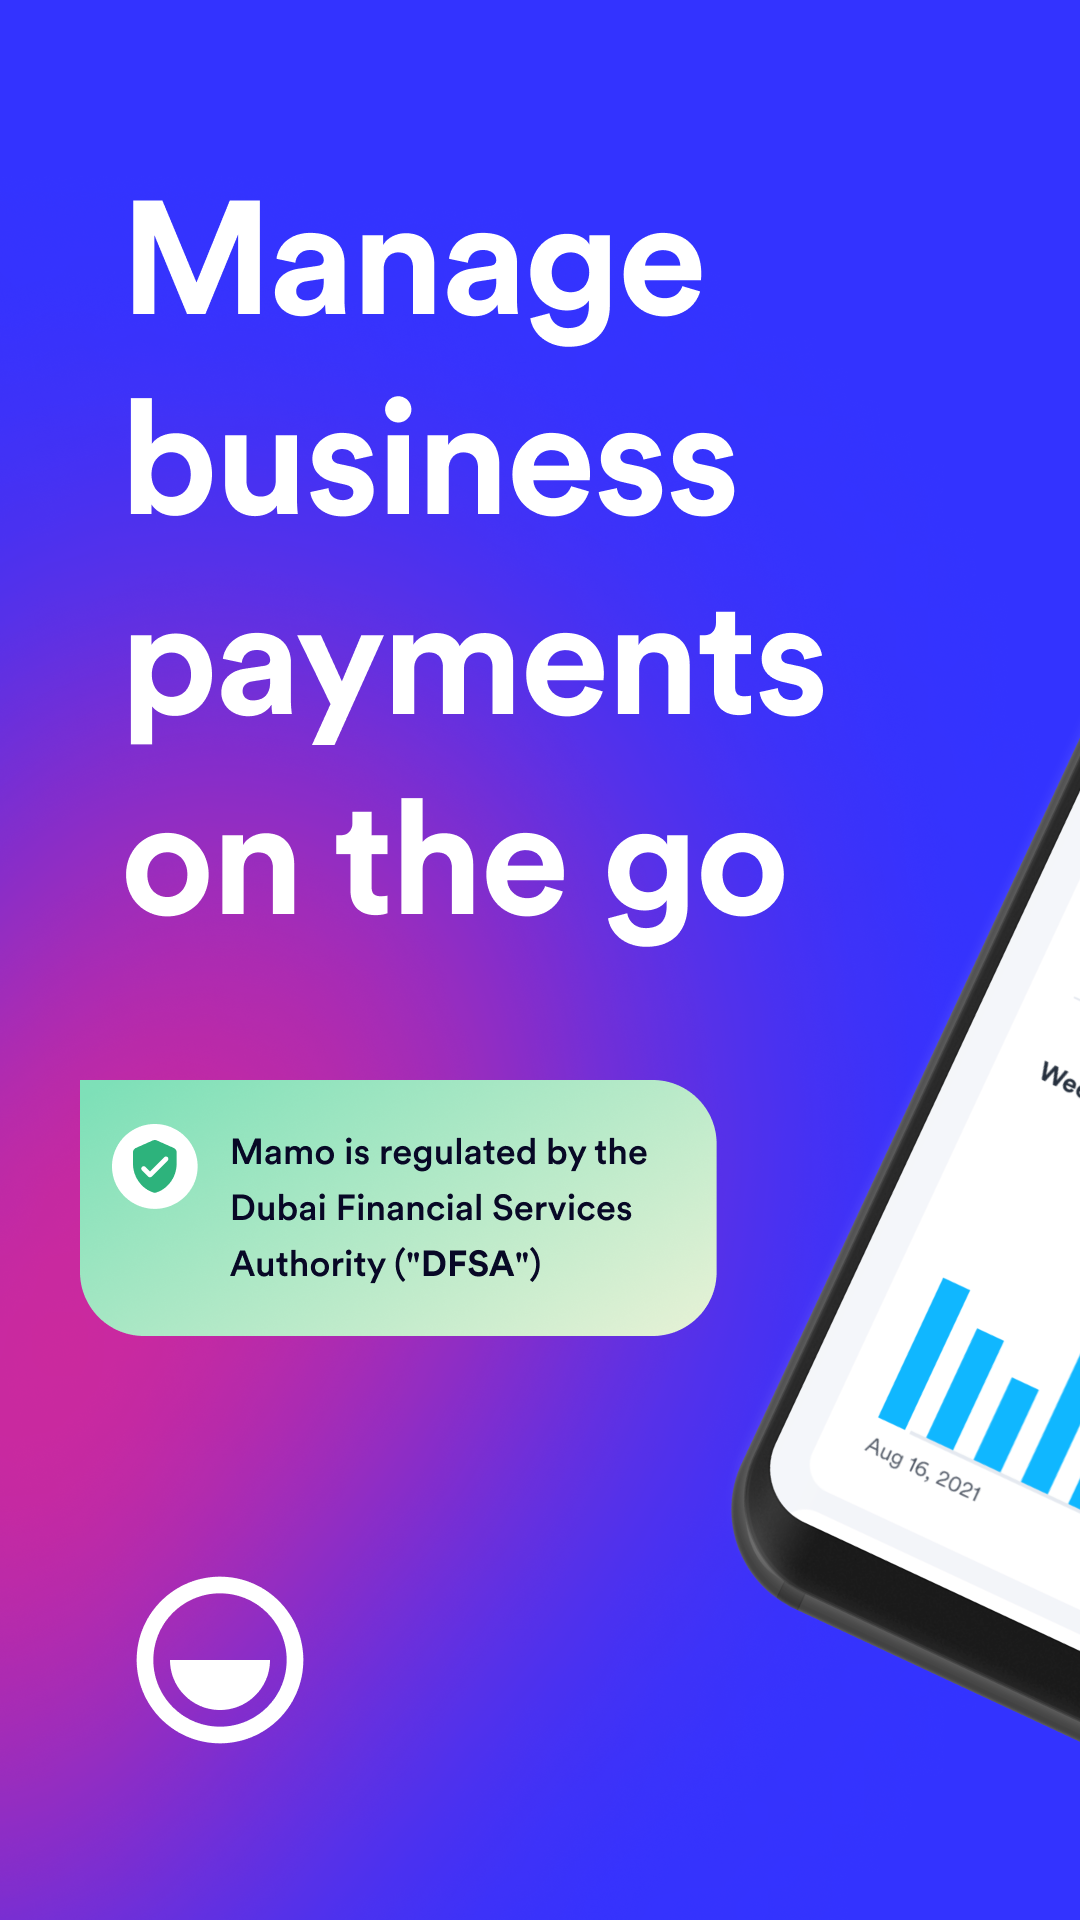 Manage
business
payments
on the go
Mamo is regulated by the
Dubai Financial Services
Authority ("DFSA")
Aug 16, 2021